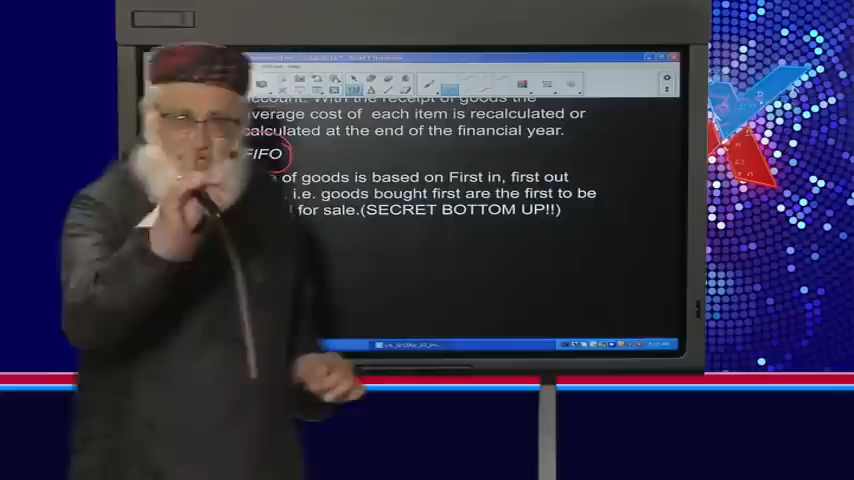 account. With the receipt of goods the
average cost of each item is recalculated or
calculated at the end of the financial year.
FIFO
of goods is based on First in, first out
i.e. goods bought first are the first to be
for sale.(SECRET BOTTOM UP!!)